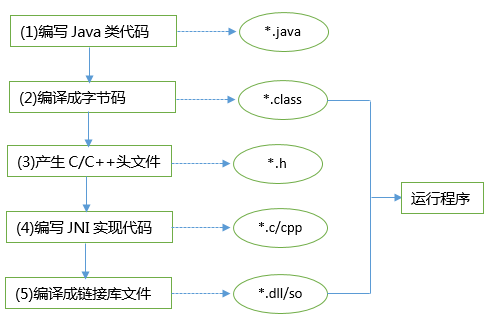 (1)编写 Java 类代码
*.java
(2)编译成字节码
*.class
(3)产生 C/C++头文件
*.h
运行程序
(4)编写 JNI 实现代码
*.c/cpp
(5)编译成链接库文件
*.dll/so